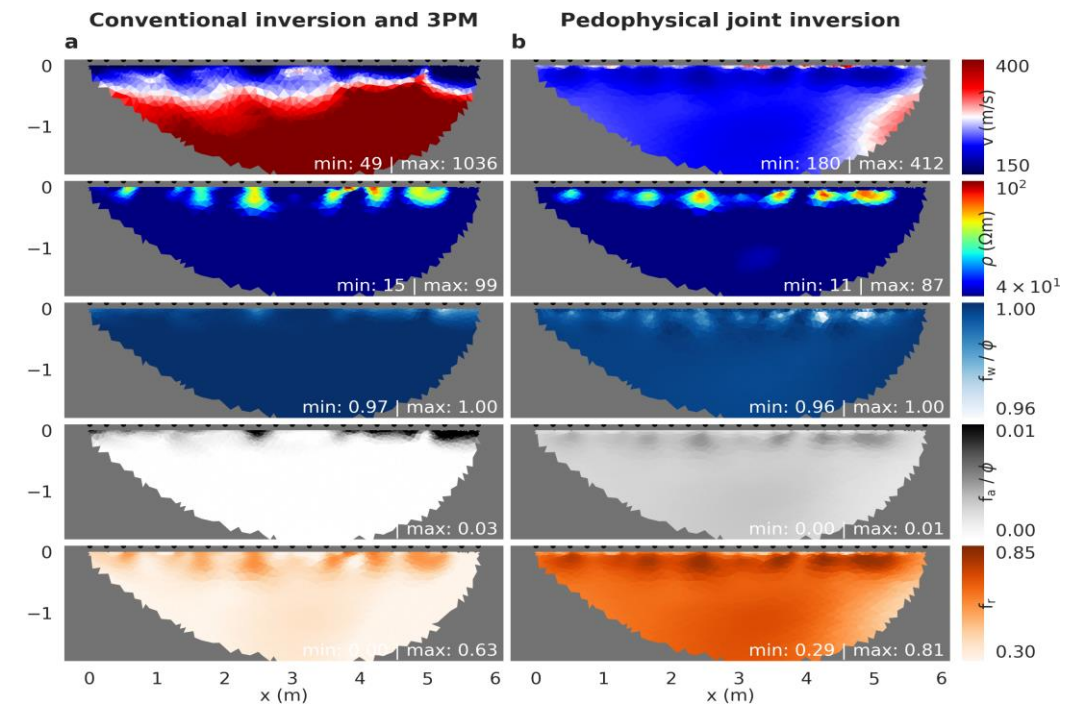 Conventional inversion and 3PM
Pedophysical joint inversion
a
b
0
−1
min: 49 | max: 1036
min: 180 | max: 412
400
v (m/s)
150
0
−1
min: 15 | max: 99
min: 11 | max: 87
10²
ρ (Ωm)
4 × 10¹
0
−1
min: 0.97 | max: 1.00
min: 0.96 | max: 1.00
1.00
f_w / ϕ
0.96
0
−1
| max: 0.03
min: 0.00 | max: 0.01
0.01
f_a / ϕ
0.00
0
−1
| max: 0.63
min: 0.29 | max: 0.81
0.85
f_r
0.30
0 1 2 3 4 5 6
0 1 2 3 4 5 6
x (m)
x (m)